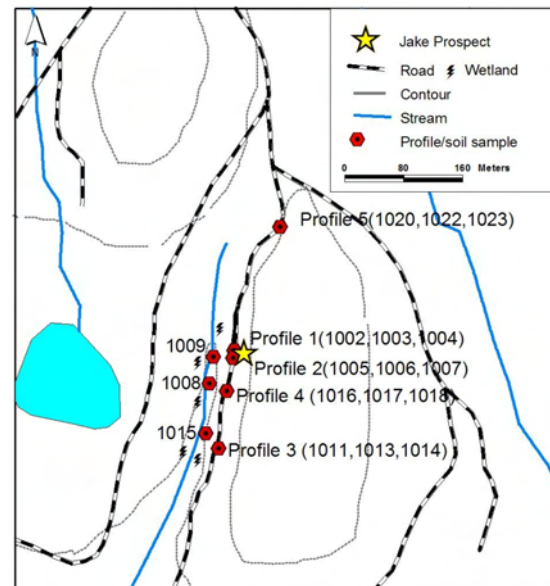 N
Jake Prospect
Road Wetland
Contour
Stream
Profile/soil sample
0 80 160 Meters
Profile 5(1020,1022,1023)
Profile 1(1002,1003,1004)
1009
Profile 2(1005,1006,1007)
1008
Profile 4 (1016,1017,1018)
1015
Profile 3 (1011,1013,1014)